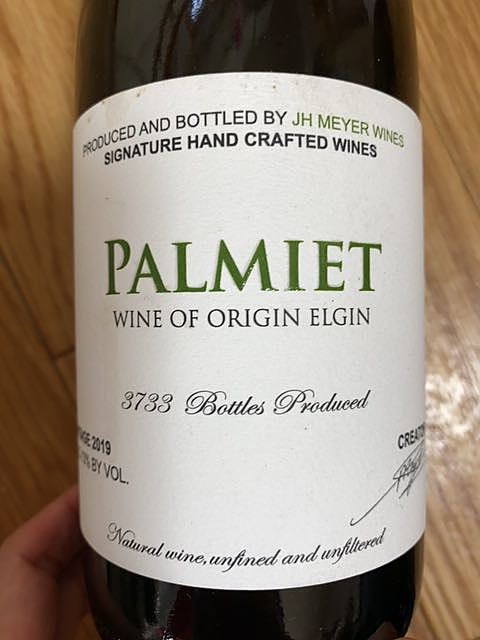 PRODUCED AND BOTTLED BY JH MEYER WINES
SIGNATURE HAND CRAFTED WINES
PALMIET
WINE OF ORIGIN ELGIN
3733 Bottles Produced
2019
BY VOL.
Natural wine, unfined and unfiltered